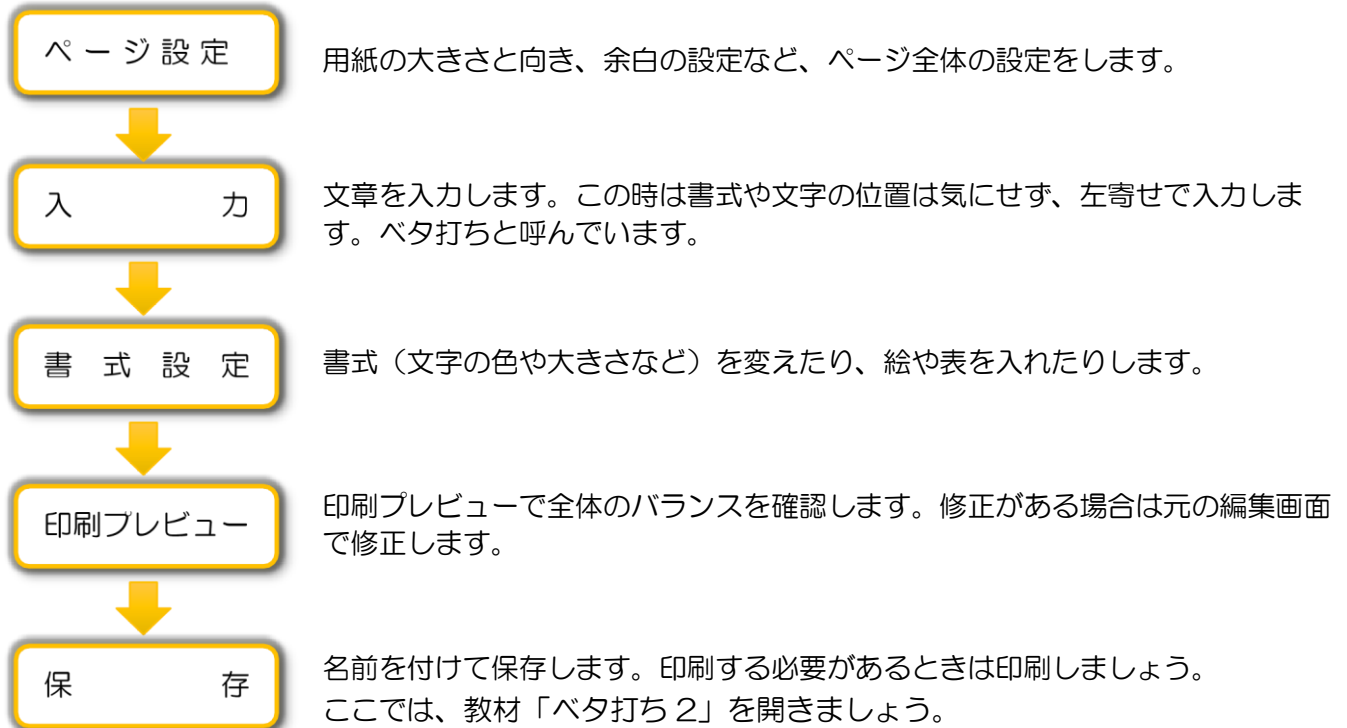 ページ設定
用紙の大きさと向き、余白の設定など、ページ全体の設定をします。
入力
文章を入力します。この時は書式や文字の位置は気にせず、左寄せで入力しま
す。ベタ打ちと呼んでいます。
書式設定
書式（文字の色や大きさなど）を変えたり、絵や表を入れたりします。
印刷プレビュー
印刷プレビューで全体のバランスを確認します。修正がある場合は元の編集画面
で修正します。
保存
名前を付けて保存します。印刷する必要があるときは印刷しましょう。
ここでは、教材「ベタ打ち２」を開きましょう。